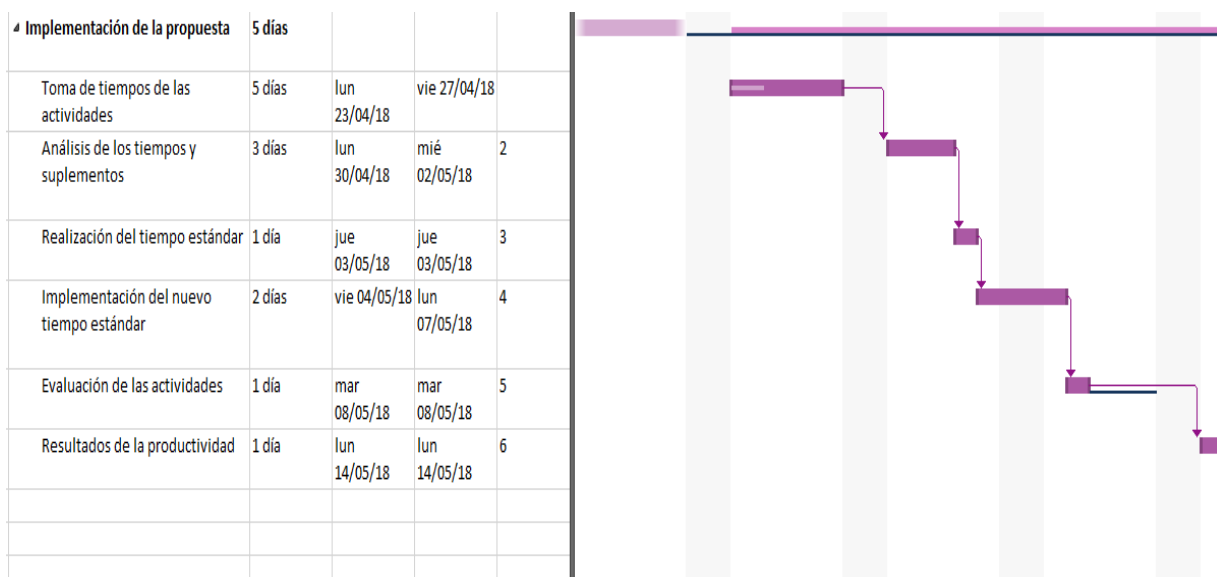 Implementación de la propuesta 5 días
Toma de tiempos de las 5 días lun vie 27/04/18
actividades 23/04/18
Análisis de los tiempos y 3 días lun mié 2
suplementos 30/04/18 02/05/18
Realización del tiempo estándar 1 día jue jue 3
03/05/18 03/05/18
Implementación del nuevo 2 días vie 04/05/18 lun 4
tiempo estándar 07/05/18
Evaluación de las actividades 1 día mar mar 5
08/05/18 08/05/18
Resultados de la productividad 1 día lun lun 6
14/05/18 14/05/18